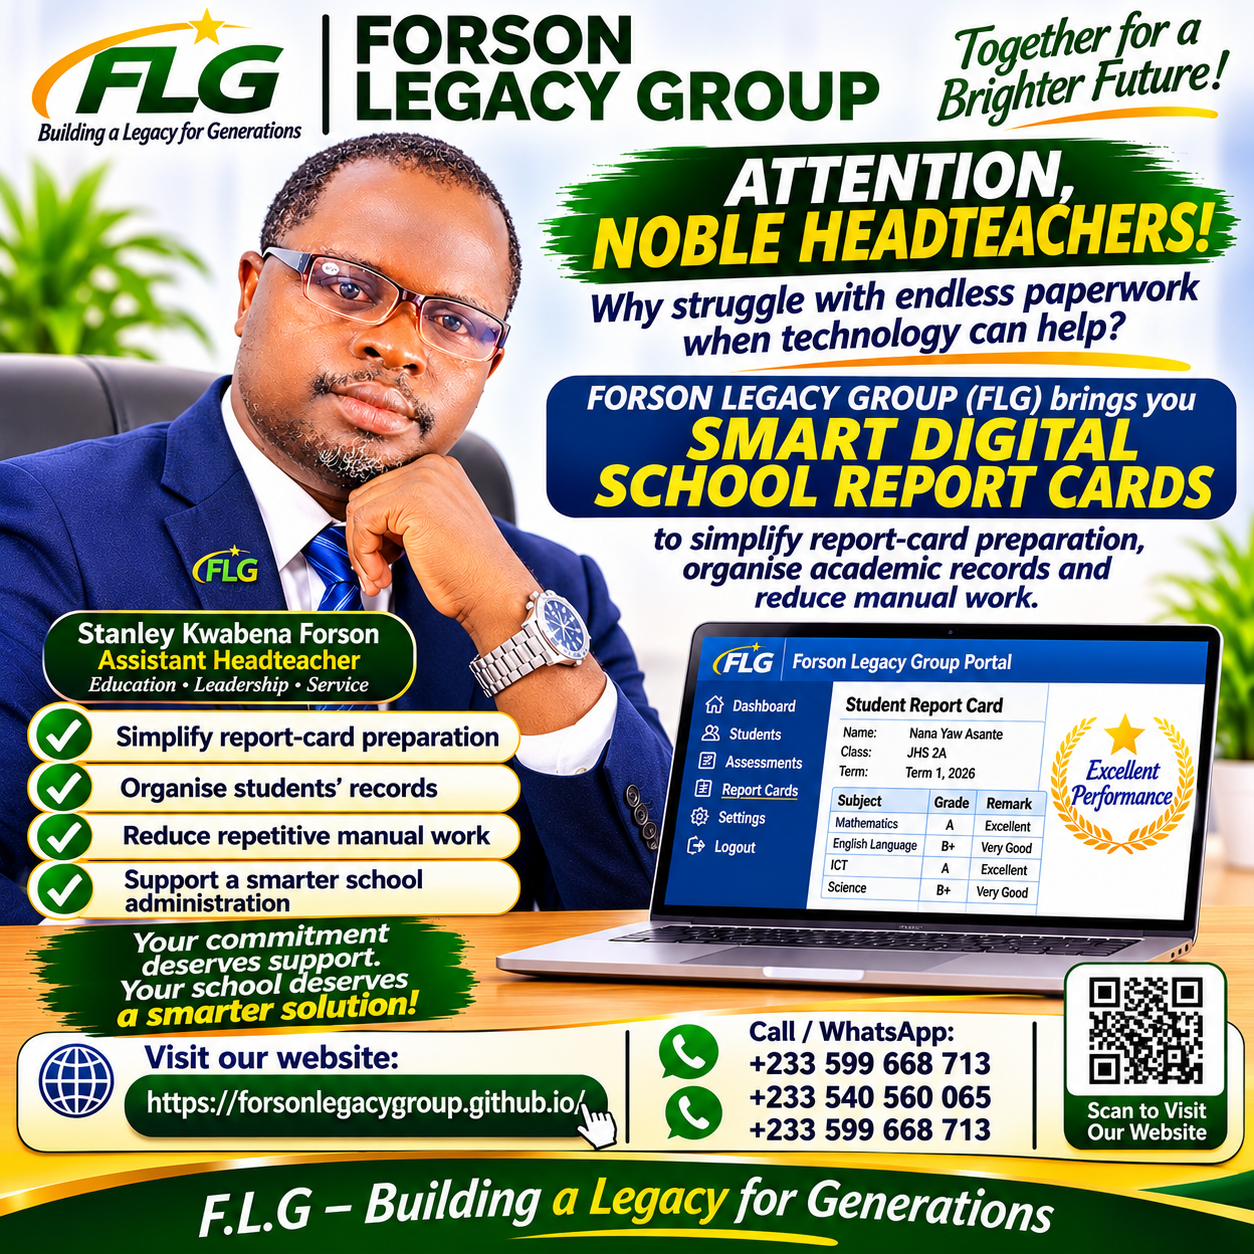 FLG
Building a Legacy for Generations
FORSON
LEGACY GROUP
Together for a
Brighter Future!
ATTENTION,
NOBLE HEADTEACHERS!
Why struggle with endless paperwork
when technology can help?
FORSON LEGACY GROUP (FLG) brings you
SMART DIGITAL
SCHOOL REPORT CARDS
to simplify report-card preparation,
organise academic records and
reduce manual work.
FLG
Stanley Kwabena Forson
Assistant Headteacher
Education • Leadership • Service
Simplify report-card preparation
Organise students’ records
Reduce repetitive manual work
Support a smarter school
administration
Your commitment
deserves support.
Your school deserves
a smarter solution!
FLG Forson Legacy Group Portal
Dashboard
Students
Assessments
Report Cards
Settings
Logout
Student Report Card
Name: Nana Yaw Asante
Class: JHS 2A
Term: Term 1, 2026
Subject Grade Remark
Mathematics A Excellent
English Language B+ Very Good
ICT A Excellent
Science B+ Very Good
Excellent
Performance
Visit our website:
https://forsonlegacygroup.github.io/
Call / WhatsApp:
+233 599 668 713
+233 540 560 065
+233 599 668 713
Scan to Visit
Our Website
F.L.G – Building a Legacy for Generations